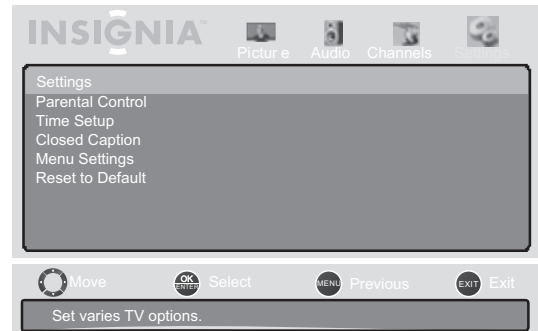 INSIGNIA™
Pictur e Audio Channels Settings
Settings
Parental Control
Time Setup
Closed Caption
Menu Settings
Reset to Default
Move OK ENTER Select MENU Previous EXIT Exit
Set varies TV options.